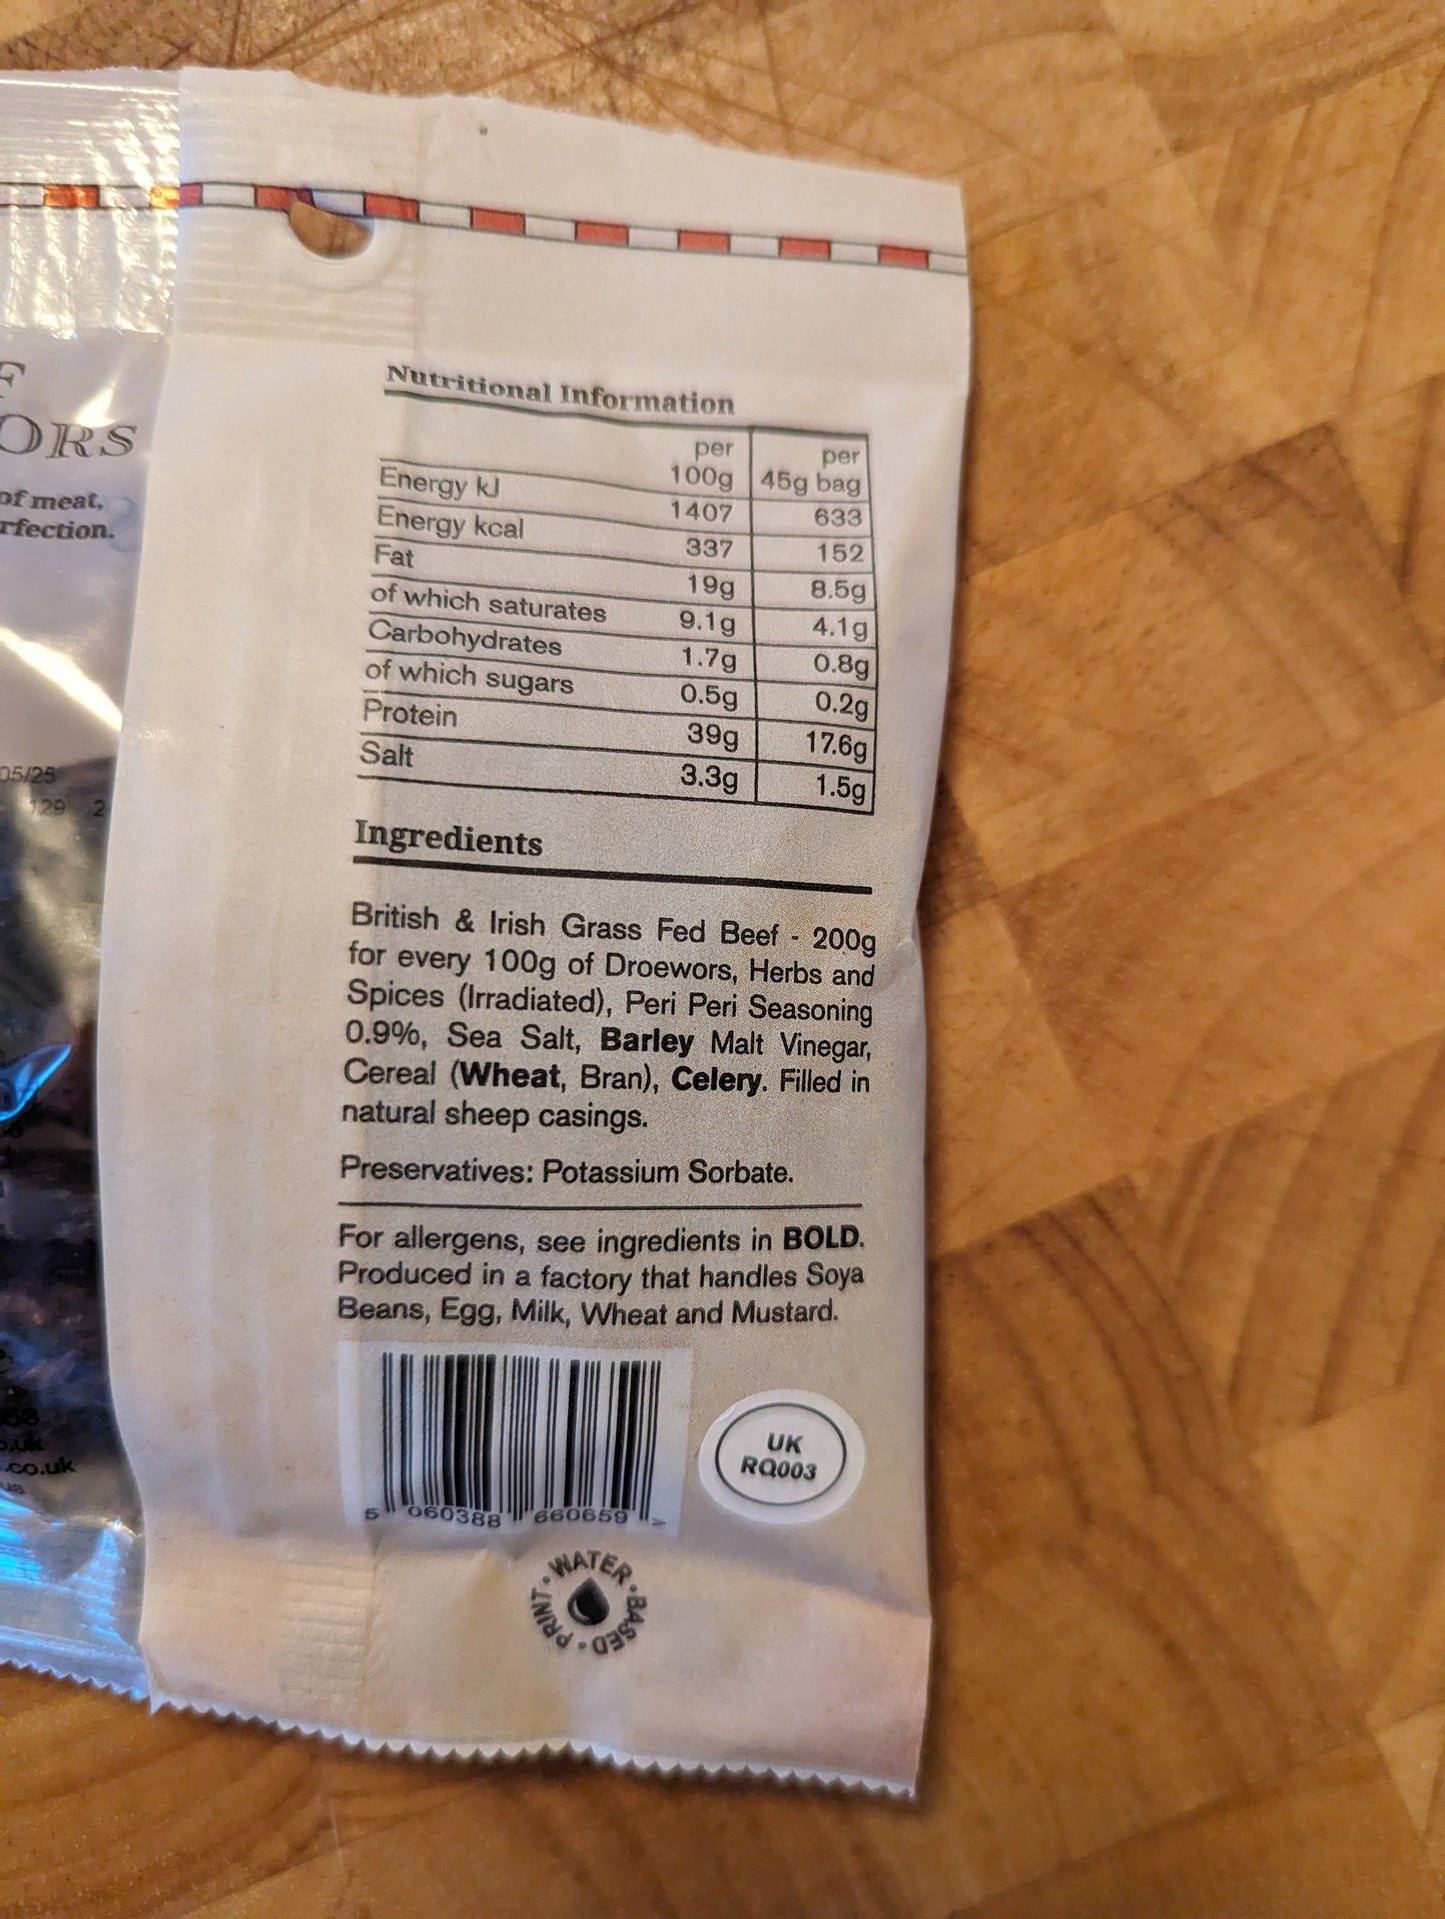 ORS
of meat,
rfection.
05/25
129 2
.co.uk
Nutritional Information
per 100g per 45g bag
Energy kJ 1407 633
Energy kcal 337 152
Fat 19g 8.5g
of which saturates 9.1g 4.1g
Carbohydrates 1.7g 0.8g
of which sugars 0.5g 0.2g
Protein 39g 17.6g
Salt 3.3g 1.5g
Ingredients
British & Irish Grass Fed Beef - 200g
for every 100g of Droewors, Herbs and
Spices (Irradiated), Peri Peri Seasoning
0.9%, Sea Salt, Barley Malt Vinegar,
Cereal (Wheat, Bran), Celery. Filled in
natural sheep casings.
Preservatives: Potassium Sorbate.
For allergens, see ingredients in BOLD.
Produced in a factory that handles Soya
Beans, Egg, Milk, Wheat and Mustard.
5 060388 660659 >
UK
RQ003
WATER · BASED · PRINT ·